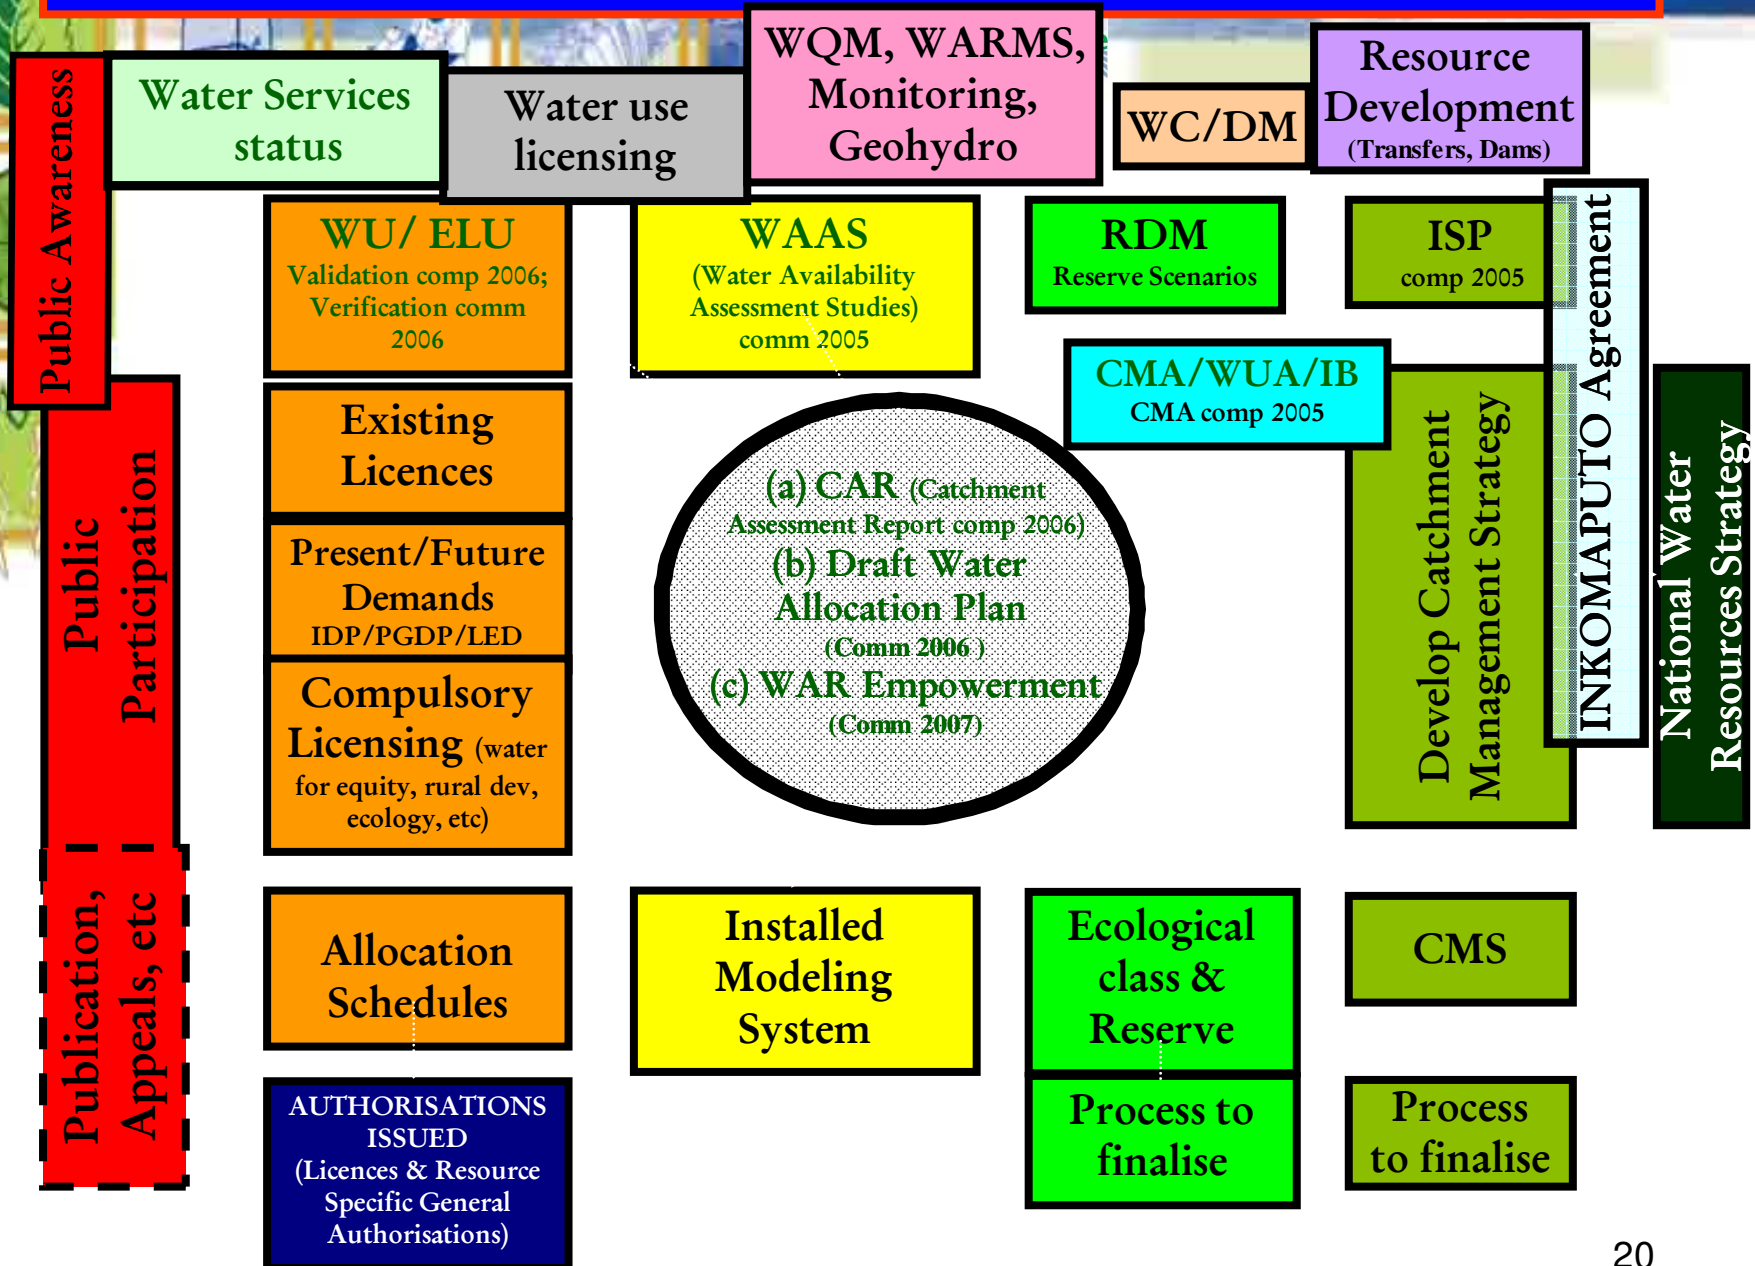 Public Awareness
Water Services
status
Water use
licensing
WQM, WARMS,
Monitoring,
Geohydro
WC/DM
Resource
Development
(Transfers, Dams)
WU/ ELU
Validation comp 2006;
Verification comm
2006
WAAS
(Water Availability
Assessment Studies)
comm 2005
RDM
Reserve Scenarios
ISP
comp 2005
INKOMAPUTO Agreement
National Water
Resources Strategy
CMA/WUA/IB
CMA comp 2005
Develop Catchment
Management Strategy
Public
Participation
Existing
Licences
Present/Future
Demands
IDP/PGDP/LED
Compulsory
Licensing (water
for equity, rural dev,
ecology, etc)
(a) CAR (Catchment
Assessment Report comp 2006)
(b) Draft Water
Allocation Plan
(Comm 2006 )
(c) WAR Empowerment
(Comm 2007)
Publication,
Appeals, etc
Allocation
Schedules
Installed
Modeling
System
Ecological
class &
Reserve
CMS
AUTHORISATIONS
ISSUED
(Licences & Resource
Specific General
Authorisations)
Process to
finalise
Process
to finalise
20